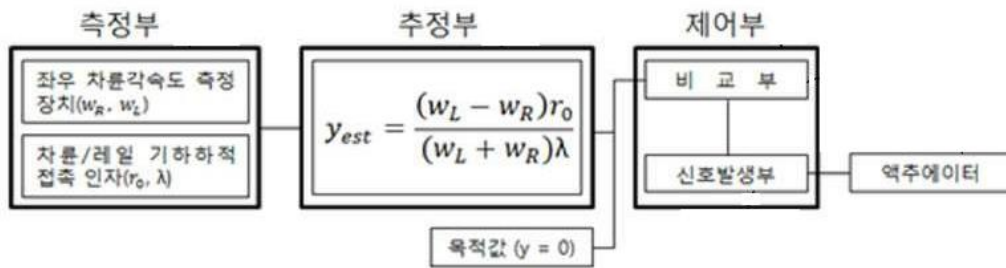 측정부
좌우 차륜각속도 측정
장치(w_R, w_L)
차륜/레일 기하하적
접촉 인자(r_0, λ)
추정부
y_est = (w_L − w_R)r_0 / (w_L + w_R)λ
제어부
비 교 부
신호발생부
액추에이터
목적값 (y = 0)